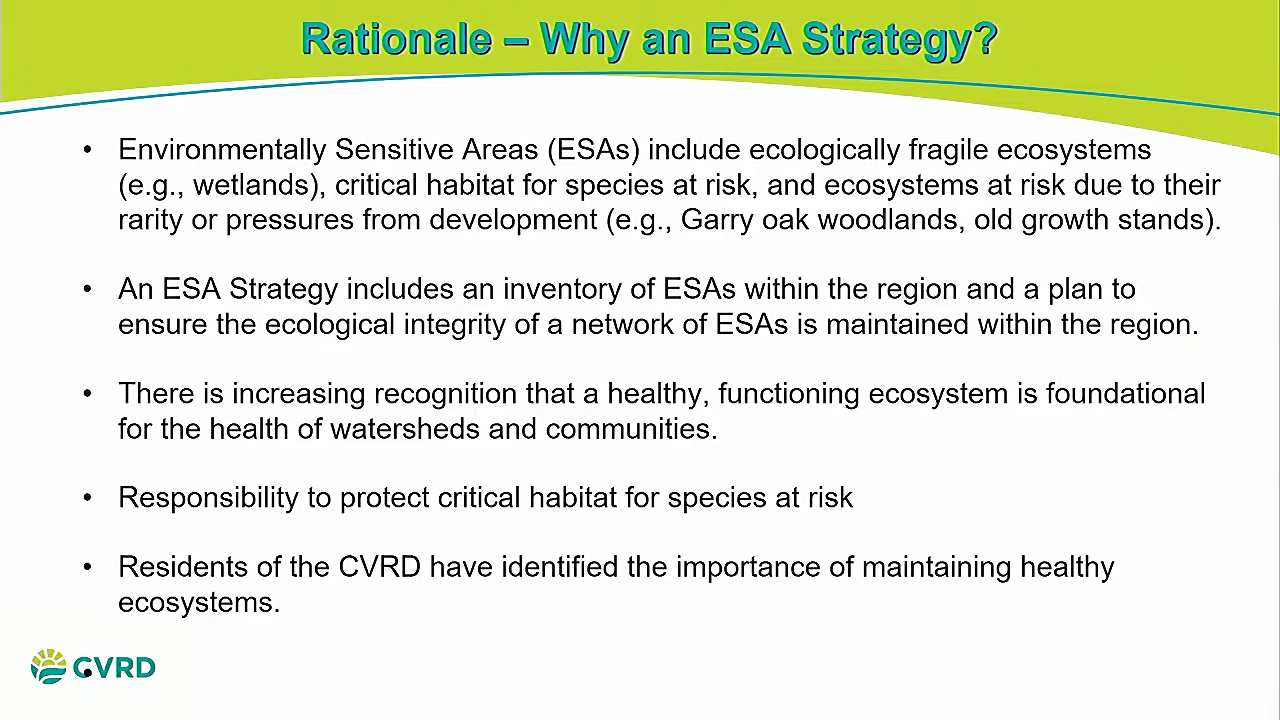 Rationale – Why an ESA Strategy?
• Environmentally Sensitive Areas (ESAs) include ecologically fragile ecosystems
(e.g., wetlands), critical habitat for species at risk, and ecosystems at risk due to their
rarity or pressures from development (e.g., Garry oak woodlands, old growth stands).
• An ESA Strategy includes an inventory of ESAs within the region and a plan to
ensure the ecological integrity of a network of ESAs is maintained within the region.
• There is increasing recognition that a healthy, functioning ecosystem is foundational
for the health of watersheds and communities.
• Responsibility to protect critical habitat for species at risk
• Residents of the CVRD have identified the importance of maintaining healthy
ecosystems.
CVRD